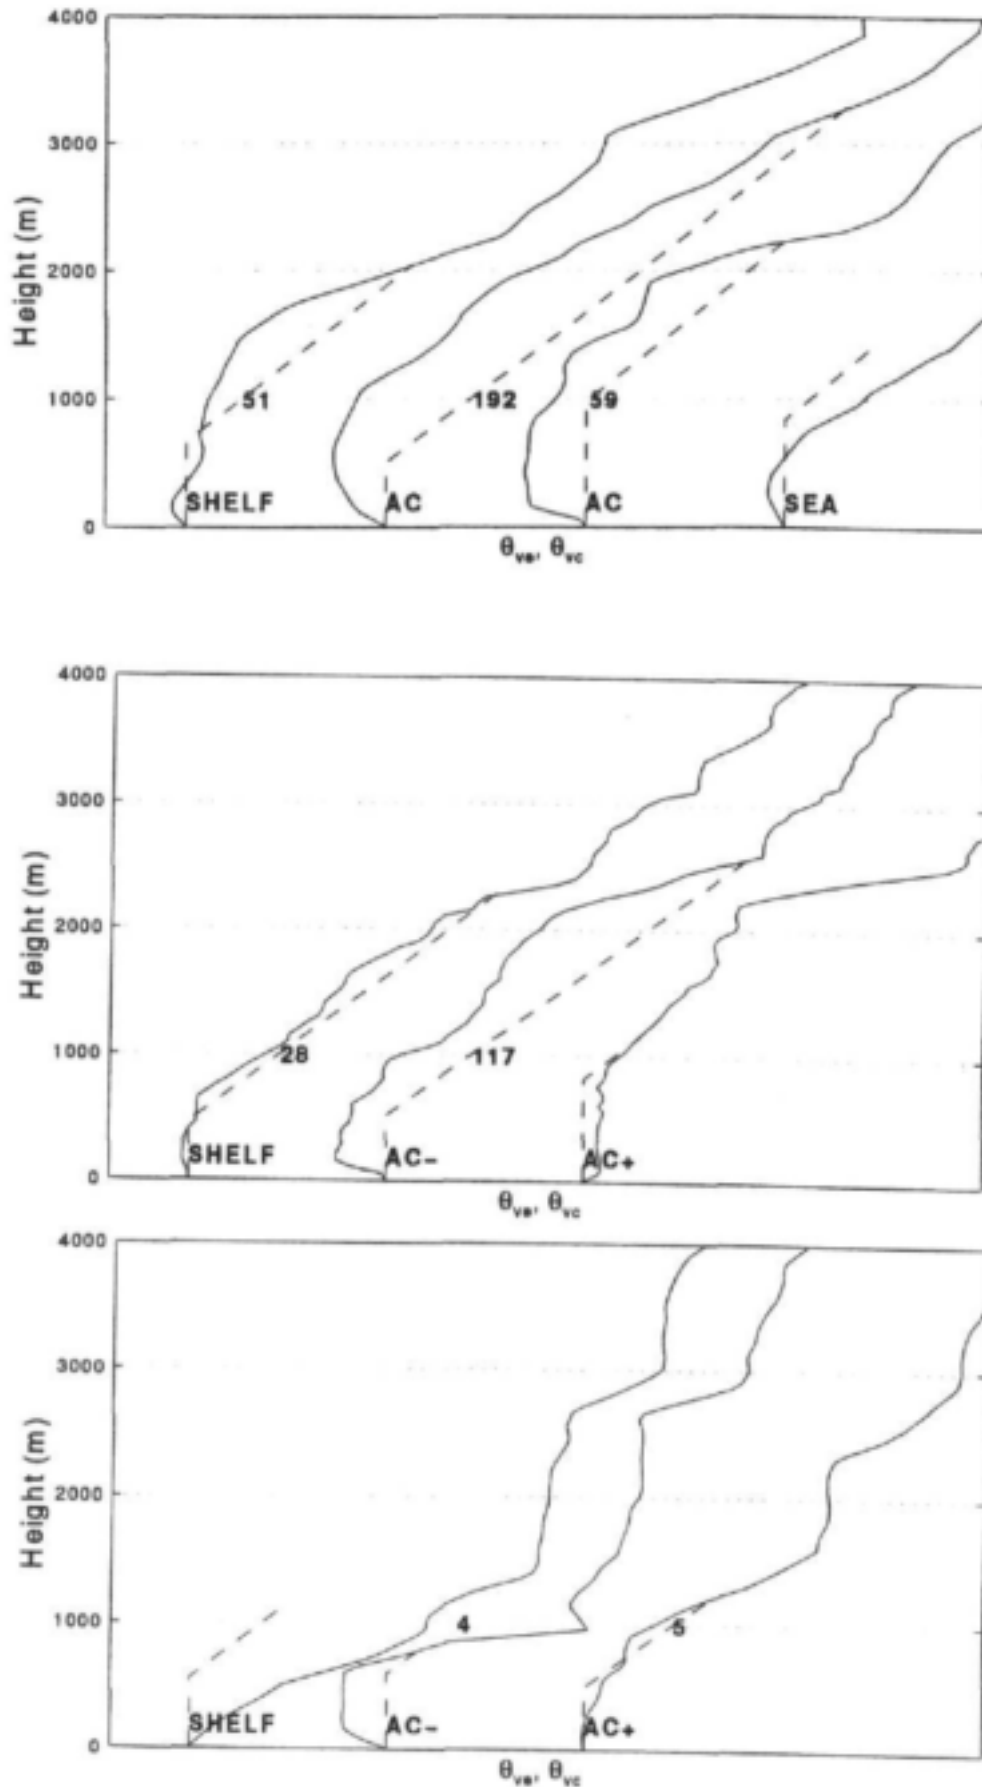 4000
3000
2000
1000
0
Height (m)
51
192
59
SHELF
AC
AC
SEA
θve, θvc
4000
3000
2000
1000
0
Height (m)
28
117
SHELF
AC-
AC+
θve, θvc
4000
3000
2000
1000
0
Height (m)
4
5
SHELF
AC-
AC+
θve, θvc